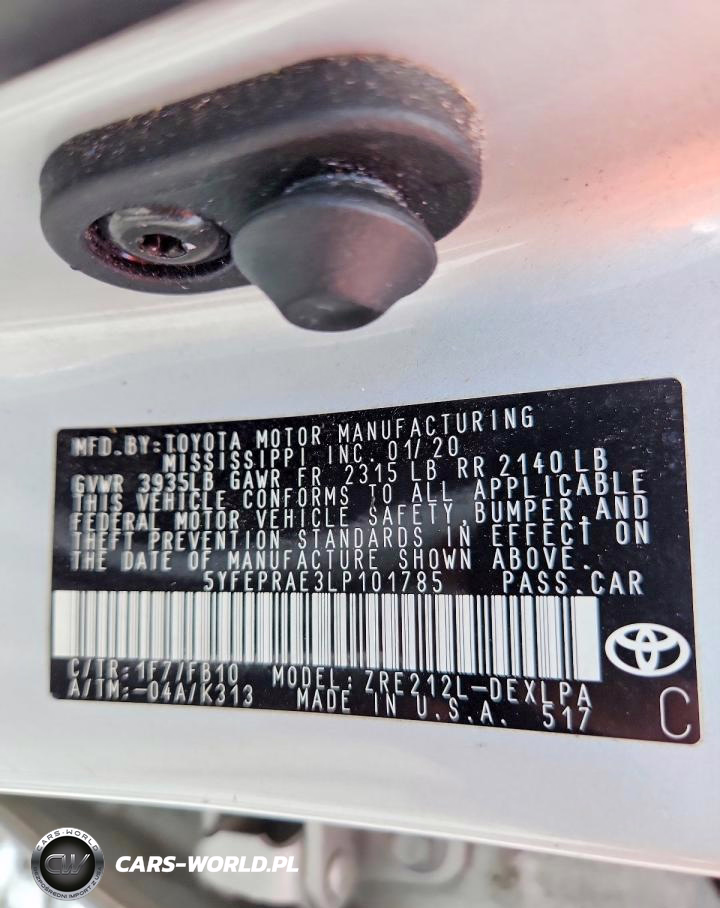 MFD.BY:TOYOTA MOTOR MANUFACTURING
MISSISSIPPI INC. 01/20
GVWR 3935LB GAWR FR 2315 LB RR 2140 LB
THIS VEHICLE CONFORMS TO ALL APPLICABLE
FEDERAL MOTOR VEHICLE SAFETY,BUMPER,AND
THEFT PREVENTION STANDARDS IN EFFECT ON
THE DATE OF MANUFACTURE SHOWN ABOVE.
5YFEPRAE3LP101785 PASS.CAR
C/TR:1F7/FB10 MODEL:ZRE212L-DEXLPA
A/TM:-04A/K313 MADE IN U.S.A. 517
C
CARS-WORLD
CW
CARS-WORLD.PL